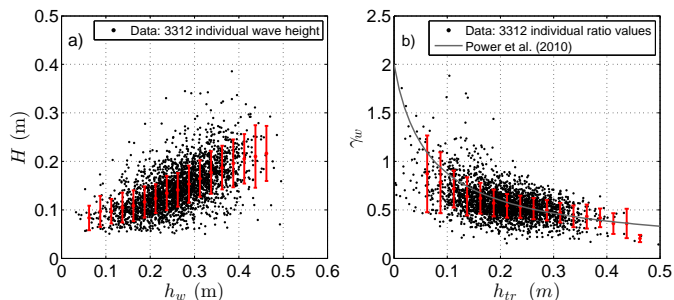 a)
Data: 3312 individual wave height
0.5
0.4
0.3
0.2
0.1
0
H (m)
0 0.1 0.2 0.3 0.4 0.5 0.6
h_w (m)
b)
Data: 3312 individual ratio values
Power et al. (2010)
2.5
2
1.5
1
0.5
0
γ_w
0 0.1 0.2 0.3 0.4 0.5
h_tr (m)